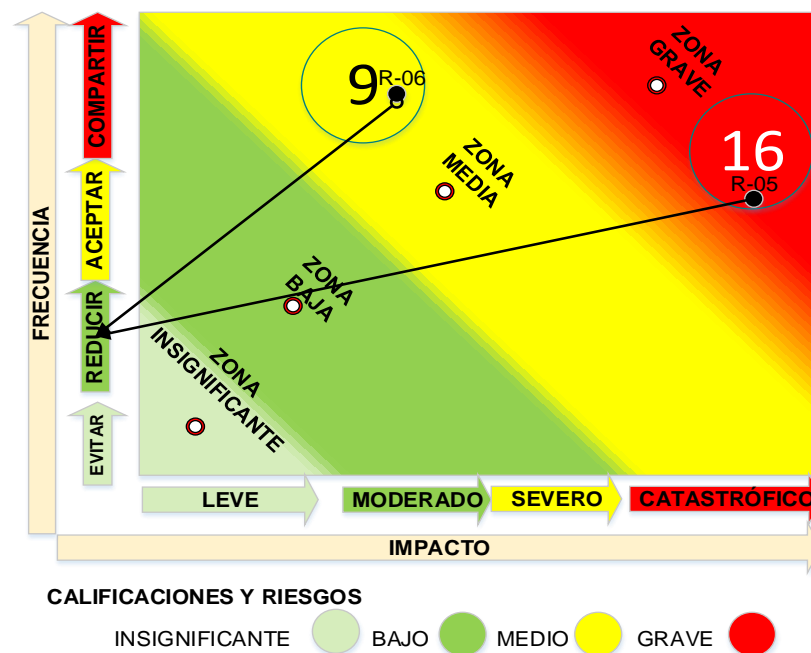 FRECUENCIA
COMPARTIR
ACEPTAR
REDUCIR
EVITAR
9
R-06
ZONA
GRAVE
16
R-05
ZONA
MEDIA
ZONA
BAJA
ZONA
INSIGNIFICANTE
LEVE
MODERADO
SEVERO
CATASTRÓFICO
IMPACTO
CALIFICACIONES Y RIESGOS
INSIGNIFICANTE BAJO MEDIO GRAVE